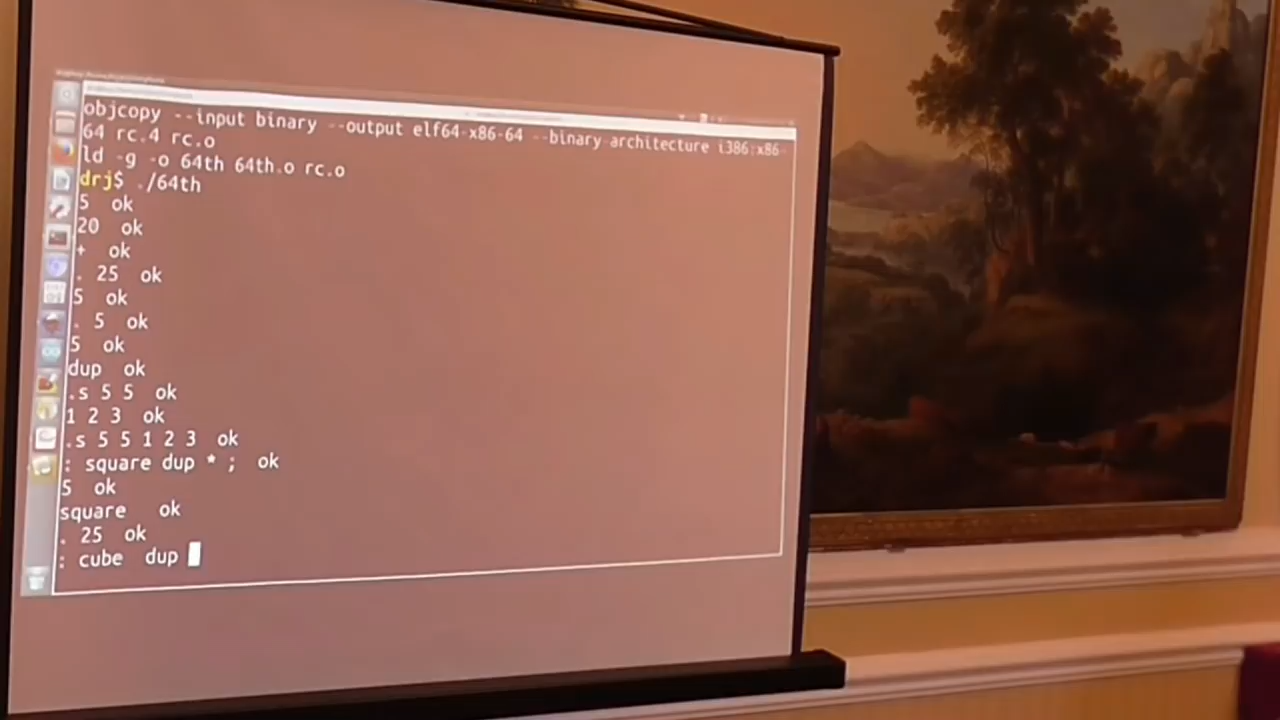 objcopy --input binary --output elf64-x86-64 --binary-architecture i386:x86-
64 rc.4 rc.o
ld -g -o 64th 64th.o rc.o
drj$ ./64th
5  ok
20  ok
+  ok
. 25  ok
5  ok
. 5  ok
5  ok
dup  ok
.s 5 5  ok
1 2 3  ok
.s 5 5 1 2 3  ok
: square dup * ;  ok
5  ok
square   ok
. 25  ok
: cube  dup